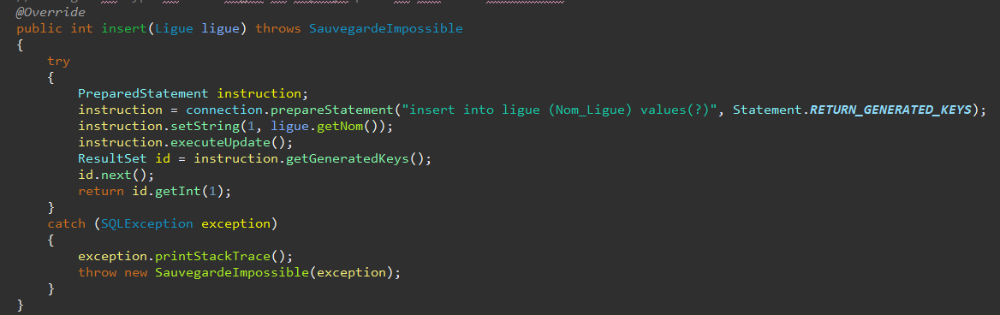 @Override
public int insert(Ligue ligue) throws SauvegardeImpossible
{
try
{
PreparedStatement instruction;
instruction = connection.prepareStatement("insert into ligue (Nom_Ligue) values(?)", Statement.RETURN_GENERATED_KEYS);
instruction.setString(1, ligue.getNom());
instruction.executeUpdate();
ResultSet id = instruction.getGeneratedKeys();
id.next();
return id.getInt(1);
}
catch (SQLException exception)
{
exception.printStackTrace();
throw new SauvegardeImpossible(exception);
}
}